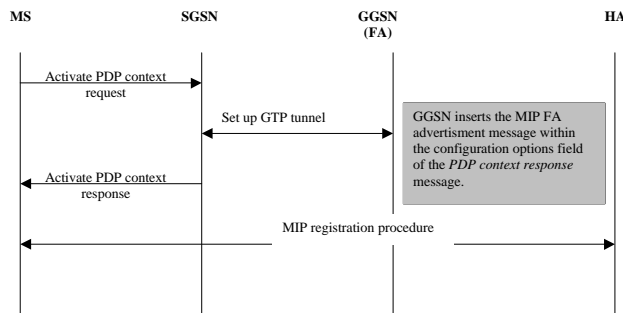 MS
SGSN
GGSN
(FA)
HA
Activate PDP context
request
Set up GTP tunnel
GGSN inserts the MIP FA
advertisment message within
the configuration options field
of the PDP context response
message.
Activate PDP context
response
MIP registration procedure